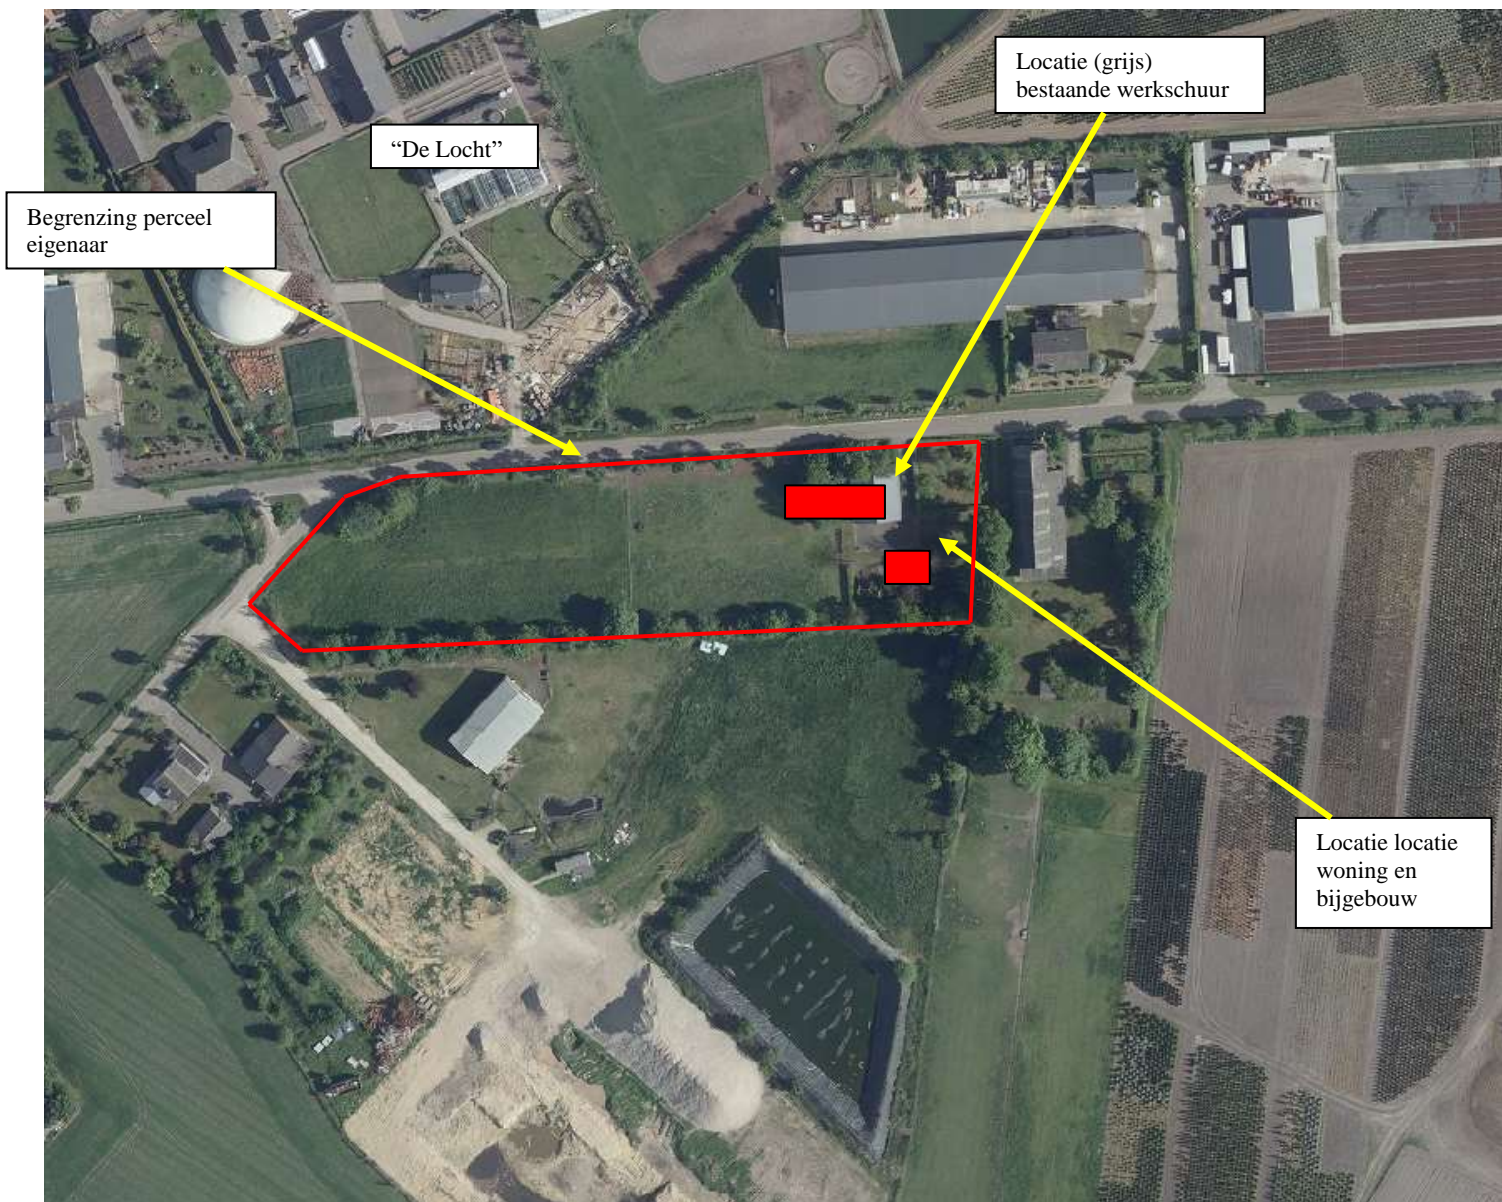 Locatie (grijs)
bestaande werkschuur
“De Locht”
Begrenzing perceel
eigenaar
Locatie locatie
woning en
bijgebouw